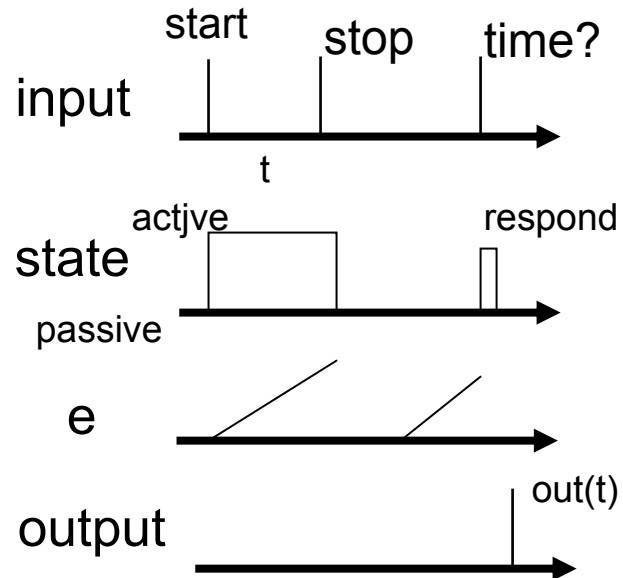 start stop time?
input
t
actjve respond
state
passive
e
out(t)
output